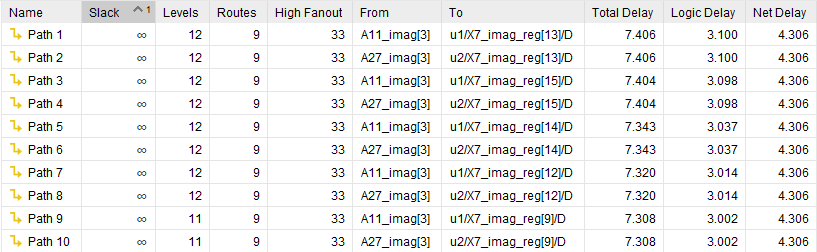 Name Slack ^1 Levels Routes High Fanout From To Total Delay Logic Delay Net Delay
Path 1 ∞ 12 9 33 A11_imag[3] u1/X7_imag_reg[13]/D 7.406 3.100 4.306
Path 2 ∞ 12 9 33 A27_imag[3] u2/X7_imag_reg[13]/D 7.406 3.100 4.306
Path 3 ∞ 12 9 33 A11_imag[3] u1/X7_imag_reg[15]/D 7.404 3.098 4.306
Path 4 ∞ 12 9 33 A27_imag[3] u2/X7_imag_reg[15]/D 7.404 3.098 4.306
Path 5 ∞ 12 9 33 A11_imag[3] u1/X7_imag_reg[14]/D 7.343 3.037 4.306
Path 6 ∞ 12 9 33 A27_imag[3] u2/X7_imag_reg[14]/D 7.343 3.037 4.306
Path 7 ∞ 12 9 33 A11_imag[3] u1/X7_imag_reg[12]/D 7.320 3.014 4.306
Path 8 ∞ 12 9 33 A27_imag[3] u2/X7_imag_reg[12]/D 7.320 3.014 4.306
Path 9 ∞ 11 9 33 A11_imag[3] u1/X7_imag_reg[9]/D 7.308 3.002 4.306
Path 10 ∞ 11 9 33 A27_imag[3] u2/X7_imag_reg[9]/D 7.308 3.002 4.306